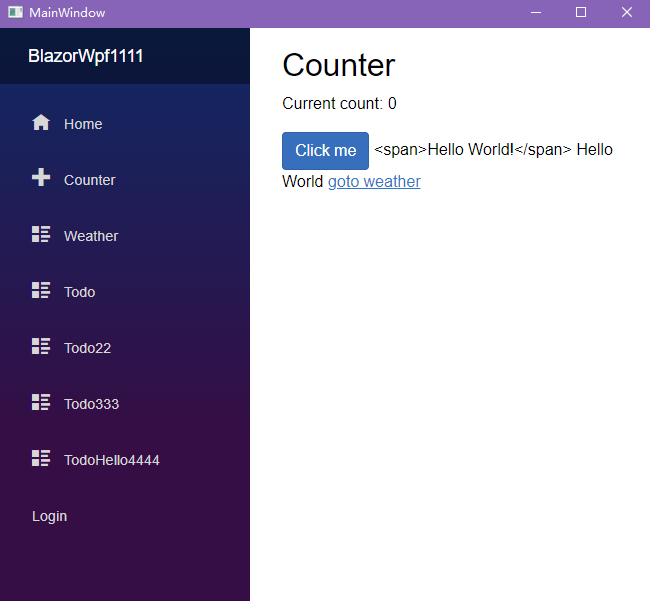 MainWindow
BlazorWpf1111
Home
Counter
Weather
Todo
Todo22
Todo333
TodoHello4444
Login
Counter
Current count: 0
Click me <span>Hello World!</span> Hello
World goto weather